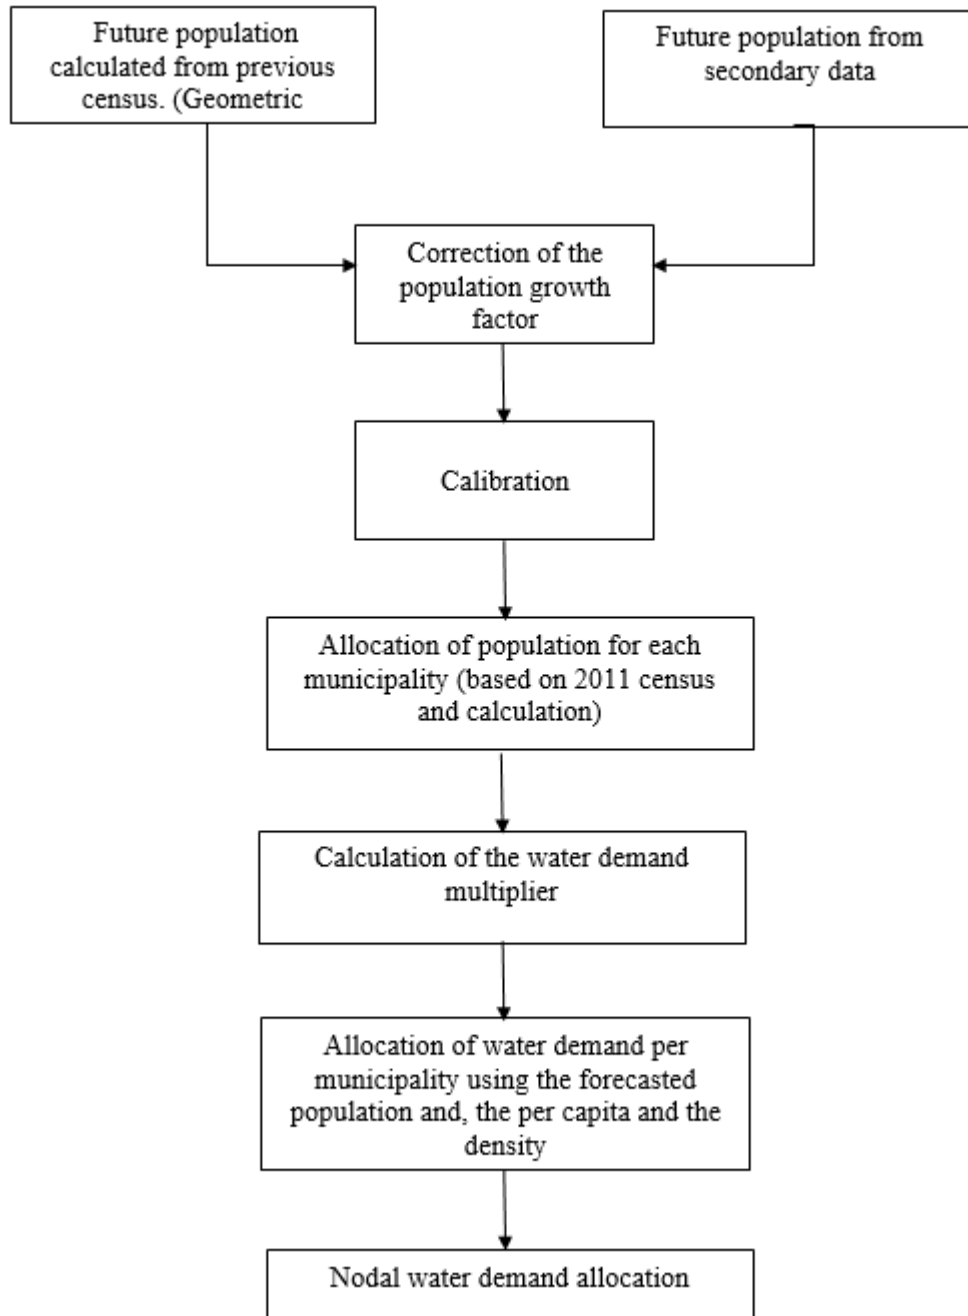 Future population
calculated from previous
census. (Geometric
Future population from
secondary data
Correction of the
population growth
factor
Calibration
Allocation of population for each
municipality (based on 2011 census
and calculation)
Calculation of the water demand
multiplier
Allocation of water demand per
municipality using the forecasted
population and, the per capita and the
density
Nodal water demand allocation